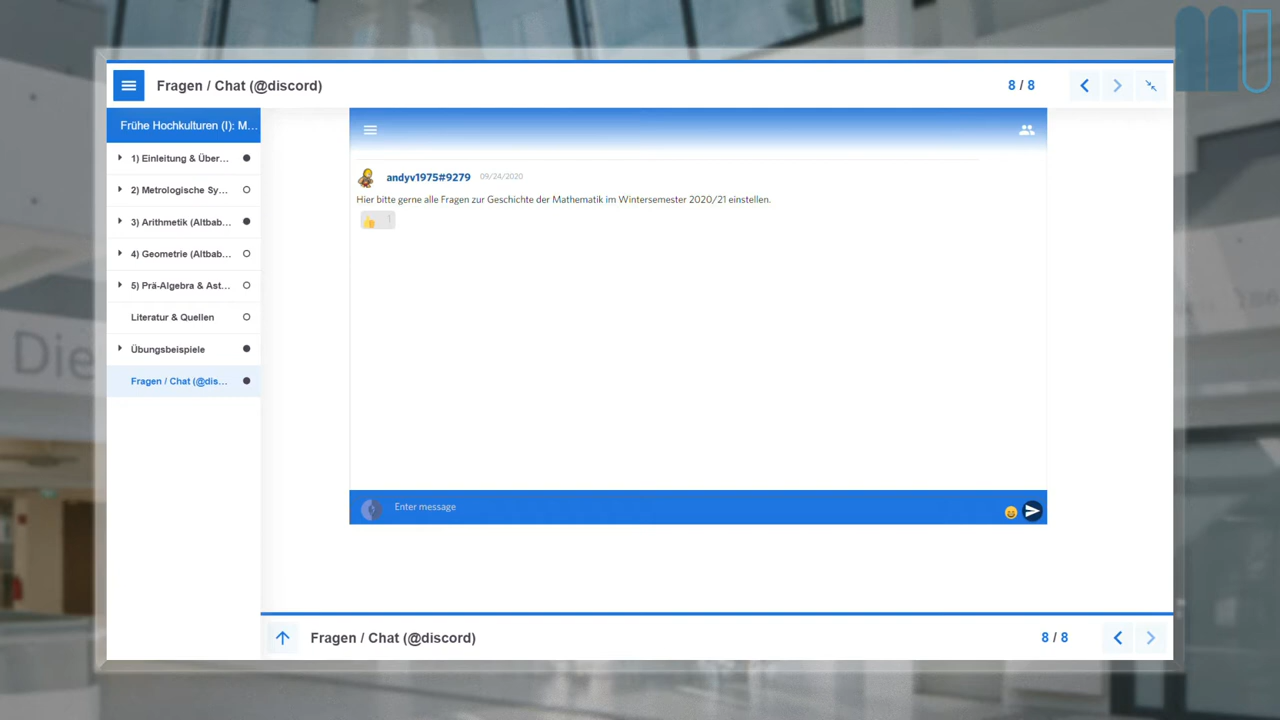 Fragen / Chat (@discord)
8 / 8
Frühe Hochkulturen (I): M...
1) Einleitung & Über...
2) Metrologische Sy...
3) Arithmetik (Altbab...
4) Geometrie (Altbab...
5) Prä-Algebra & Ast...
Literatur & Quellen
Übungsbeispiele
Fragen / Chat (@dis...
andyv1975#9279 09/24/2020
Hier bitte gerne alle Fragen zur Geschichte der Mathematik im Wintersemester 2020/21 einstellen.
1
Enter message
Fragen / Chat (@discord)
8 / 8
Die